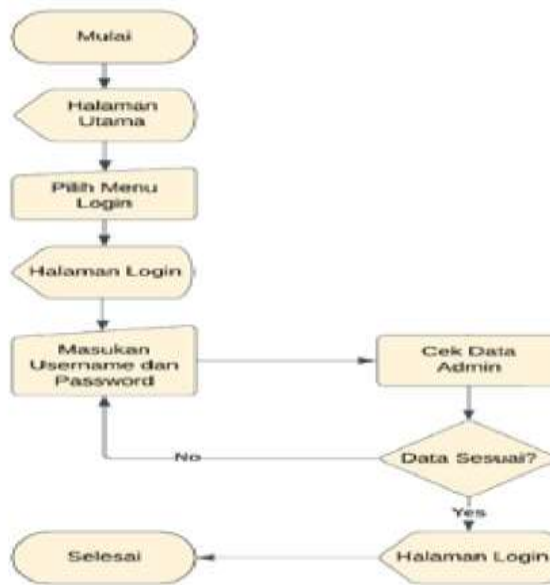 Mulai
Halaman
Utama
Pilih Menu
Login
Halaman Login
Masukan
Username dan
Password
Cek Data
Admin
Data Sesuai?
No
Yes
Halaman Login
Selesai